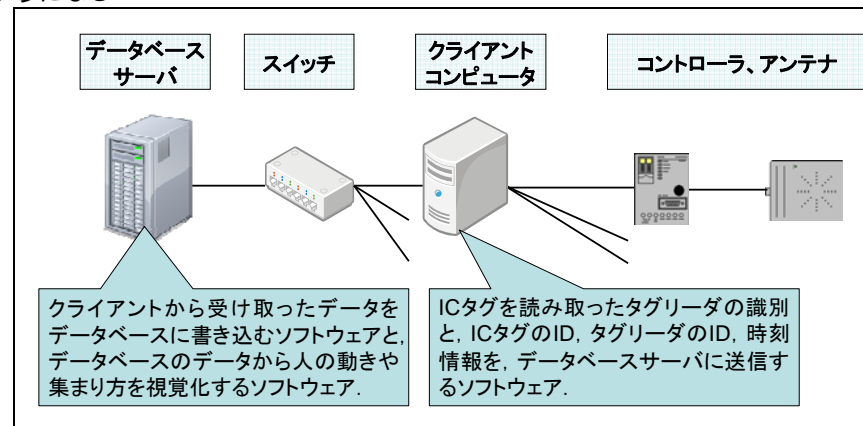 データベース
サーバ
スイッチ
クライアント
コンピュータ
コントローラ、アンテナ
クライアントから受け取ったデータを
データベースに書き込むソフトウェアと,
データベースのデータから人の動きや
集まり方を視覚化するソフトウェア.
ICタグを読み取ったタグリーダの識別
と, ICタグのID, タグリーダのID, 時刻
情報を, データベースサーバに送信す
るソフトウェア.